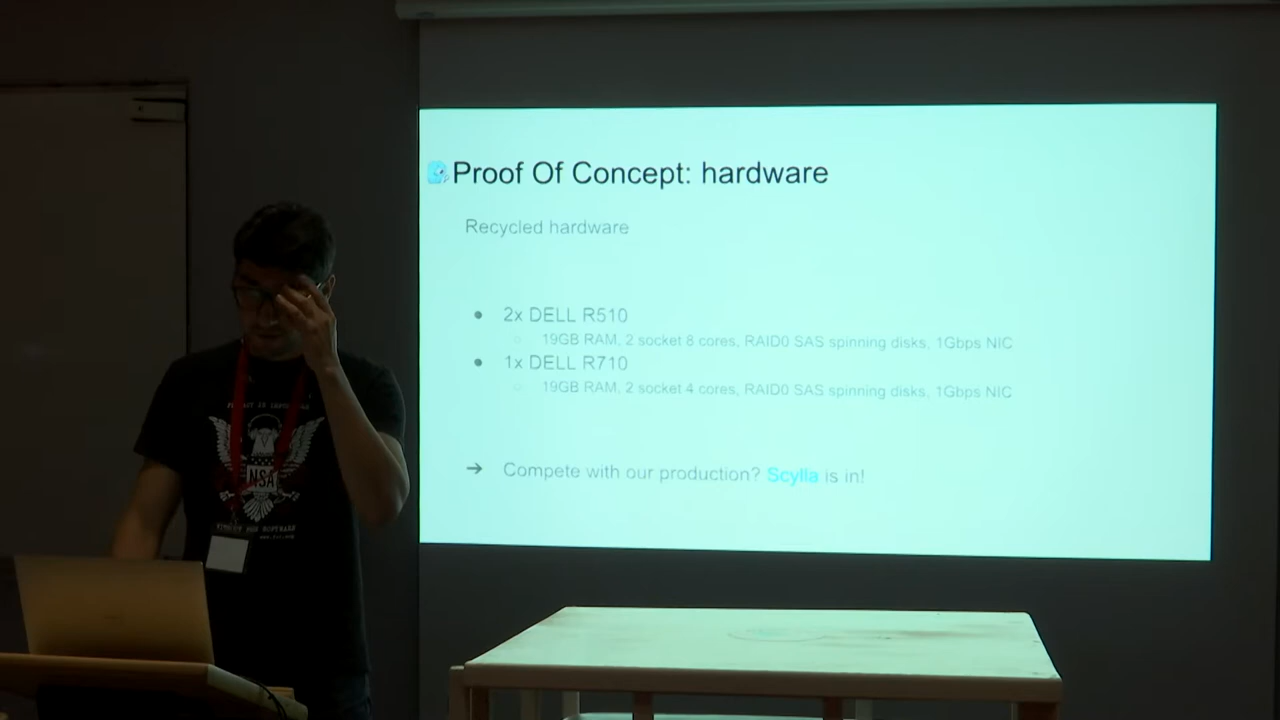 Proof Of Concept: hardware
Recycled hardware
2x DELL R510
19GB RAM, 2 socket 8 cores, RAID0 SAS spinning disks, 1Gbps NIC
1x DELL R710
19GB RAM, 2 socket 4 cores, RAID0 SAS spinning disks, 1Gbps NIC
➔ Compete with our production? Scylla is in!
NSA